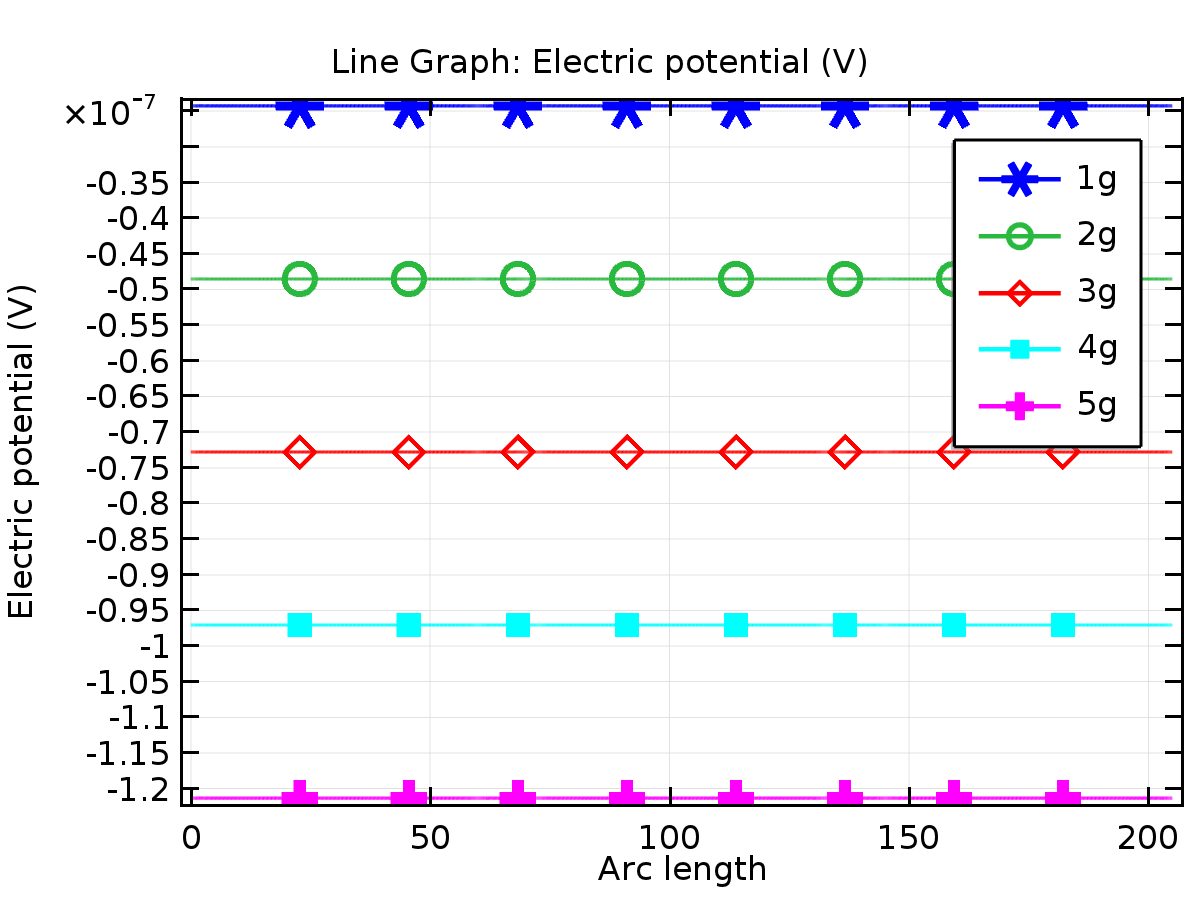 Line Graph: Electric potential (V)
×10⁻⁷
-0.35
-0.4
-0.45
-0.5
-0.55
-0.6
-0.65
-0.7
-0.75
-0.8
-0.85
-0.9
-0.95
-1
-1.05
-1.1
-1.15
-1.2
Electric potential (V)
1g
2g
3g
4g
5g
0 50 100 150 200
Arc length